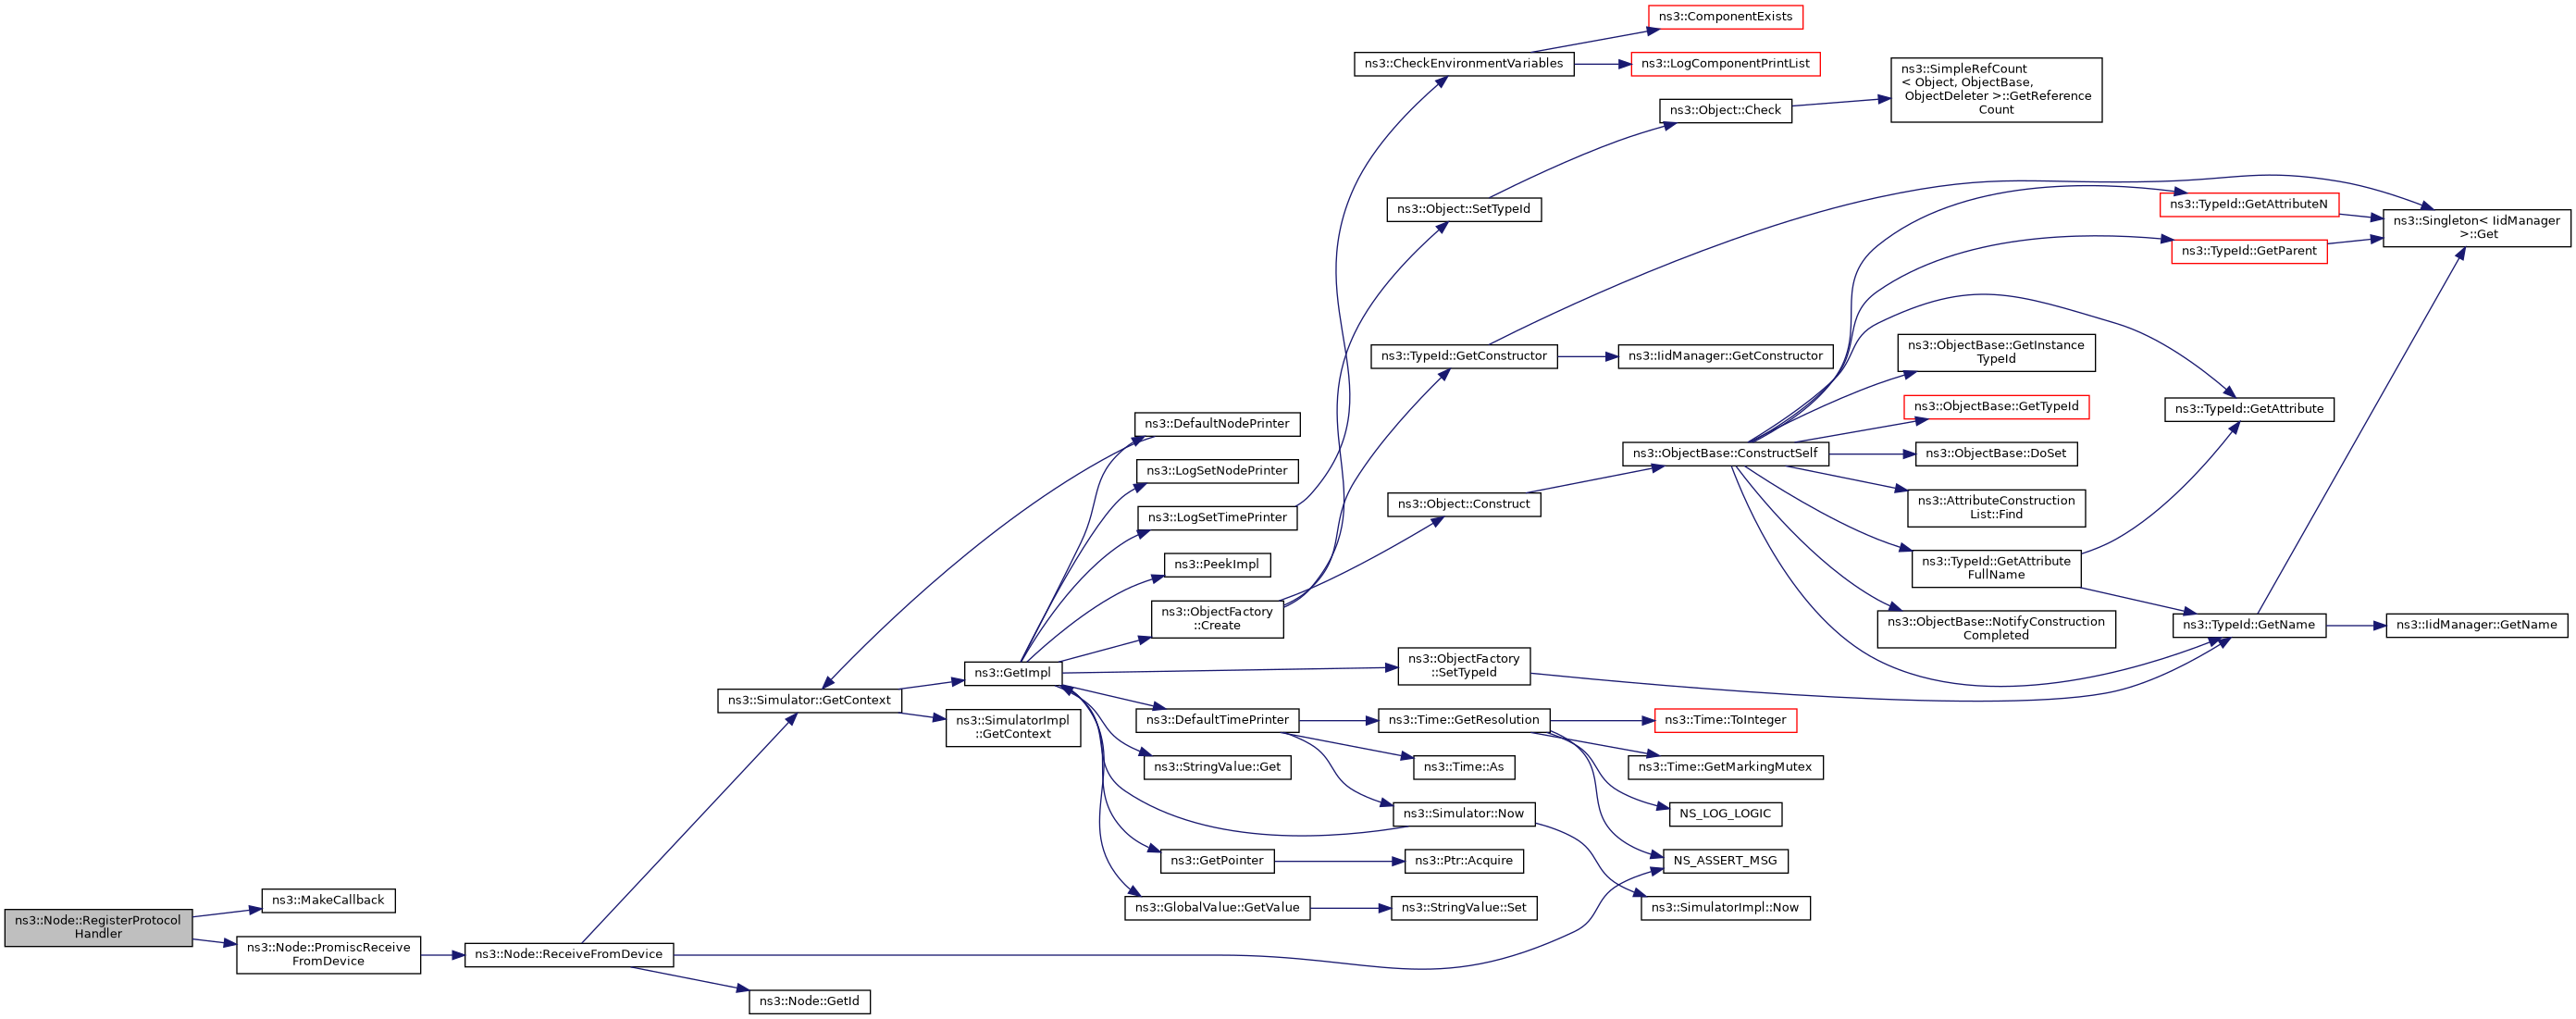 ns3::ComponentExists
ns3::CheckEnvironmentVariables
ns3::LogComponentPrintList
ns3::SimpleRefCount
< Object, ObjectBase,
ObjectDeleter >::GetReference
Count
ns3::Object::Check
ns3::Object::SetTypeId
ns3::TypeId::GetAttributeN
ns3::Singleton< IidManager
>::Get
ns3::TypeId::GetParent
ns3::TypeId::GetConstructor
ns3::IidManager::GetConstructor
ns3::ObjectBase::GetInstance
TypeId
ns3::ObjectBase::GetTypeId
ns3::TypeId::GetAttribute
ns3::DefaultNodePrinter
ns3::ObjectBase::ConstructSelf
ns3::ObjectBase::DoSet
ns3::LogSetNodePrinter
ns3::Object::Construct
ns3::AttributeConstruction
List::Find
ns3::LogSetTimePrinter
ns3::PeekImpl
ns3::TypeId::GetAttribute
FullName
ns3::ObjectFactory
::Create
ns3::ObjectBase::NotifyConstruction
Completed
ns3::TypeId::GetName
ns3::IidManager::GetName
ns3::GetImpl
ns3::ObjectFactory
::SetTypeId
ns3::Simulator::GetContext
ns3::SimulatorImpl
::GetContext
ns3::DefaultTimePrinter
ns3::Time::GetResolution
ns3::Time::ToInteger
ns3::StringValue::Get
ns3::Time::As
ns3::Time::GetMarkingMutex
ns3::Simulator::Now
NS_LOG_LOGIC
ns3::GetPointer
ns3::Ptr::Acquire
NS_ASSERT_MSG
ns3::GlobalValue::GetValue
ns3::StringValue::Set
ns3::SimulatorImpl::Now
ns3::Node::RegisterProtocol
Handler
ns3::MakeCallback
ns3::Node::PromiscReceive
FromDevice
ns3::Node::ReceiveFromDevice
ns3::Node::GetId